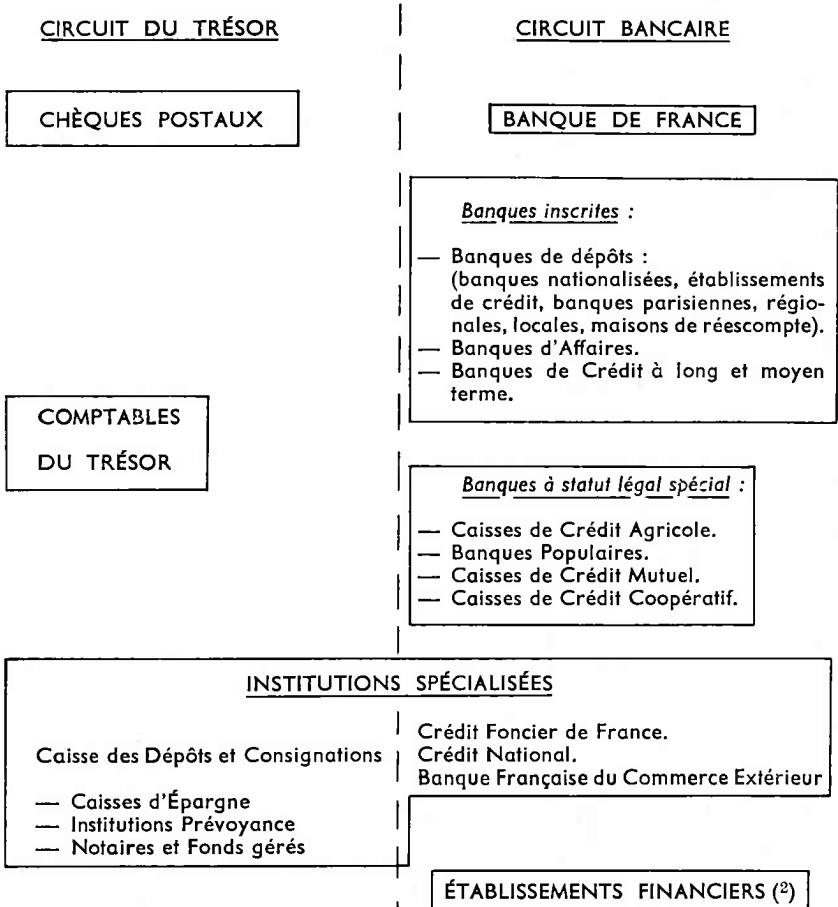 CIRCUIT DU TRÉSOR
CIRCUIT BANCAIRE
CHÈQUES POSTAUX
BANQUE DE FRANCE
Banques inscrites :
— Banques de dépôts :
(banques nationalisées, établissements
de crédit, banques parisiennes, régio-
nales, locales, maisons de réescompte).
— Banques d'Affaires.
— Banques de Crédit à long et moyen
terme.
COMPTABLES
DU TRÉSOR
Banques à statut légal spécial :
— Caisses de Crédit Agricole.
— Banques Populaires.
— Caisses de Crédit Mutuel.
— Caisses de Crédit Coopératif.
INSTITUTIONS SPÉCIALISÉES
Caisse des Dépôts et Consignations
— Caisses d'Épargne
— Institutions Prévoyance
— Notaires et Fonds gérés
Crédit Foncier de France.
Crédit National.
Banque Française du Commerce Extérieur
ÉTABLISSEMENTS FINANCIERS (²)